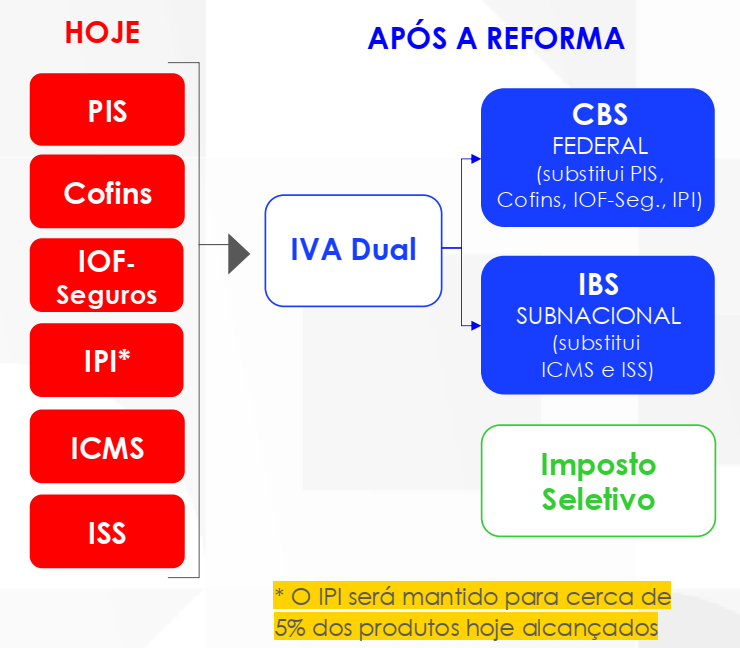 HOJE
PIS
Cofins
IOF-
Seguros
IPI*
ICMS
ISS
APÓS A REFORMA
IVA Dual
CBS
FEDERAL
(substitui PIS,
Cofins, IOF-Seg., IPI)
IBS
SUBNACIONAL
(substitui
ICMS e ISS)
Imposto
Seletivo
* O IPI será mantido para cerca de
5% dos produtos hoje alcançados